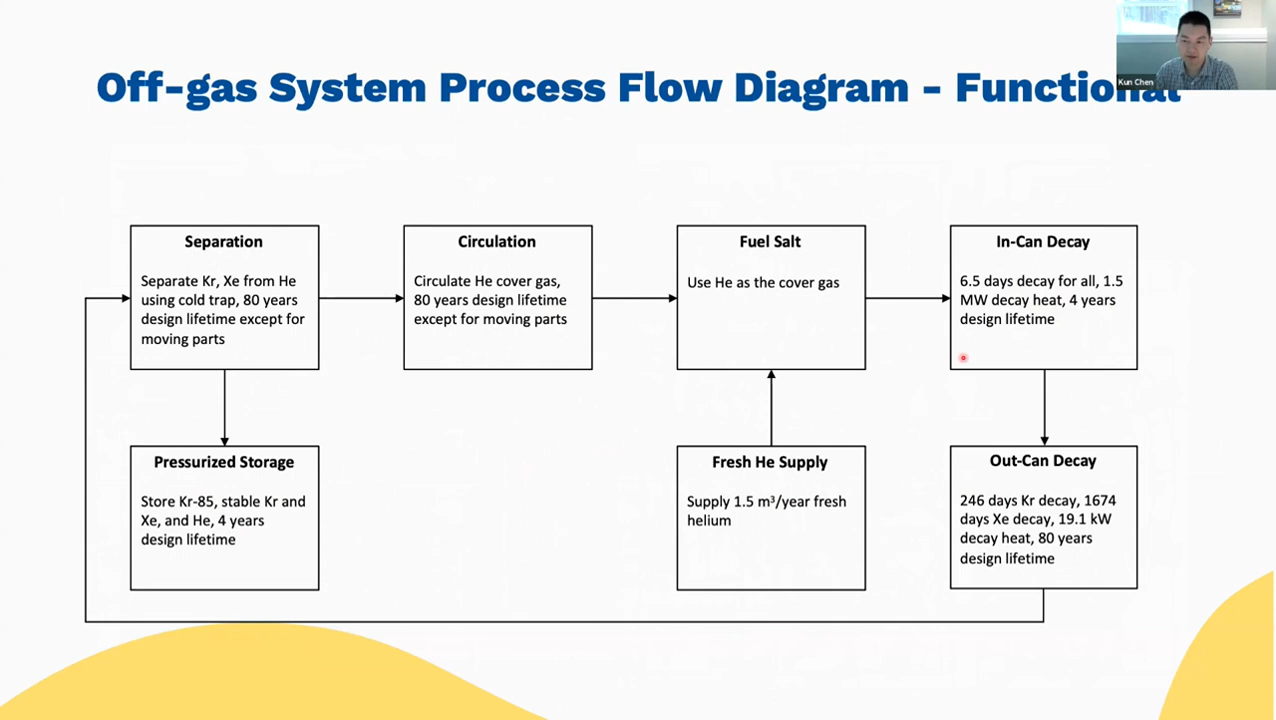 Kun Chen
Off-gas System Process Flow Diagram - Functional
Separation
Separate Kr, Xe from He
using cold trap, 80 years
design lifetime except for
moving parts
Circulation
Circulate He cover gas,
80 years design lifetime
except for moving parts
Fuel Salt
Use He as the cover gas
In-Can Decay
6.5 days decay for all, 1.5
MW decay heat, 4 years
design lifetime
Pressurized Storage
Store Kr-85, stable Kr and
Xe, and He, 4 years
design lifetime
Fresh He Supply
Supply 1.5 m³/year fresh
helium
Out-Can Decay
246 days Kr decay, 1674
days Xe decay, 19.1 kW
decay heat, 80 years
design lifetime